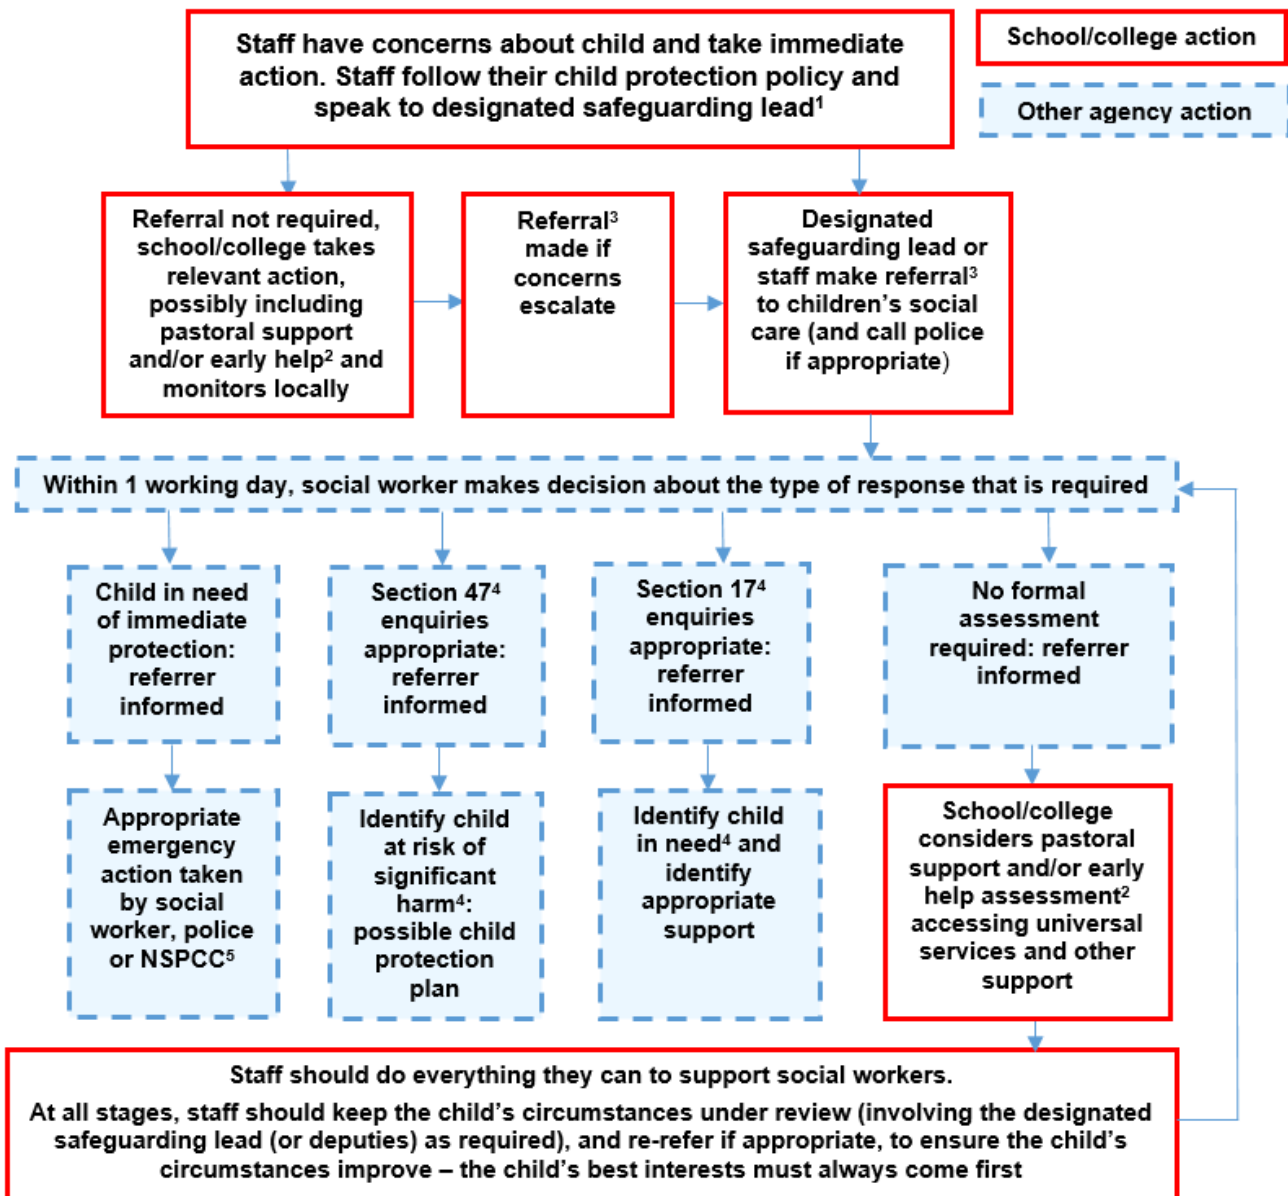 Staff have concerns about child and take immediate
action. Staff follow their child protection policy and
speak to designated safeguarding lead¹
School/college action
Other agency action
Referral not required,
school/college takes
relevant action,
possibly including
pastoral support
and/or early help² and
monitors locally
Referral³
made if
concerns
escalate
Designated
safeguarding lead or
staff make referral³
to children’s social
care (and call police
if appropriate)
Within 1 working day, social worker makes decision about the type of response that is required
Child in need
of immediate
protection:
referrer
informed
Section 47⁴
enquiries
appropriate:
referrer
informed
Section 17⁴
enquiries
appropriate:
referrer
informed
No formal
assessment
required: referrer
informed
Appropriate
emergency
action taken
by social
worker, police
or NSPCC⁵
Identify child
at risk of
significant
harm⁴:
possible child
protection
plan
Identify child
in need⁴ and
identify
appropriate
support
School/college
considers pastoral
support and/or early
help assessment²
accessing universal
services and other
support
Staff should do everything they can to support social workers.
At all stages, staff should keep the child’s circumstances under review (involving the designated
safeguarding lead (or deputies) as required), and re-refer if appropriate, to ensure the child’s
circumstances improve – the child’s best interests must always come first